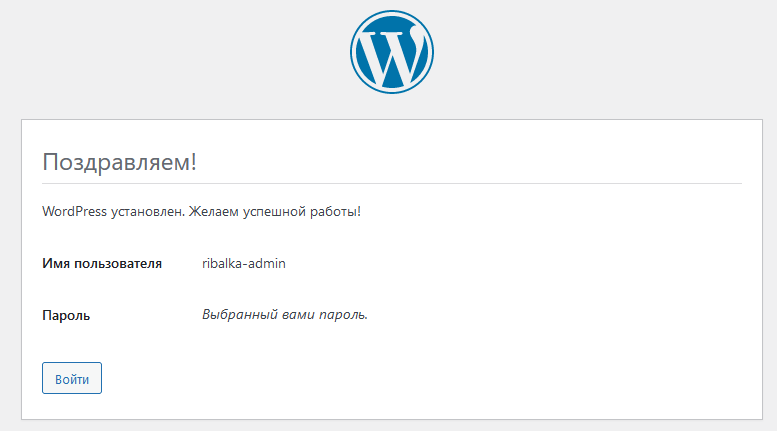 Поздравляем!
WordPress установлен. Желаем успешной работы!
Имя пользователя ribalka-admin
Пароль Выбранный вами пароль.
Войти